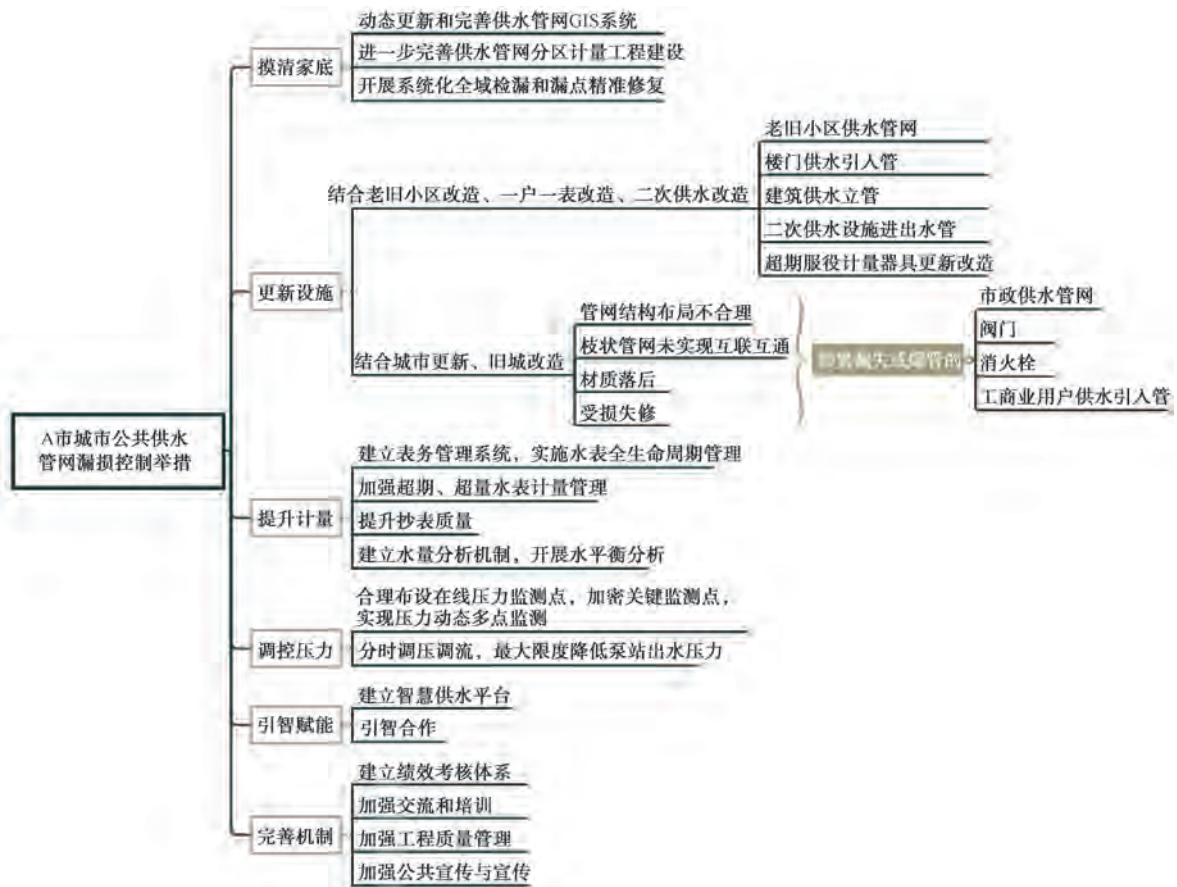 动态更新和完善供水管网GIS系统
摸清家底
进一步完善供水管网分区计量工程建设
开展系统化全域检漏和漏点精准修复
老旧小区供水管网
楼门供水引入管
结合老旧小区改造、一户一表改造、二次供水改造
建筑供水立管
二次供水设施进出水管
超期服役计量器具更新改造
更新设施
管网结构布局不合理
枝状管网未实现互联互通
结合城市更新、旧城改造
材质落后
受损失修
市政供水管网
阀门
消火栓
工商业用户供水引入管
A市城市公共供水
管网漏损控制举措
建立表务管理系统，实施水表全生命周期管理
加强超期、超量水表计量管理
提升计量
提升抄表质量
建立水量分析机制，开展水平衡分析
合理布设在线压力监测点，加密关键监测点，
实现压力动态多点监测
调控压力
分时调压调流，最大限度降低泵站出水压力
建立智慧供水平台
引智赋能
引智合作
建立绩效考核体系
加强交流和培训
完善机制
加强工程质量管理
加强公共宣传与宣传